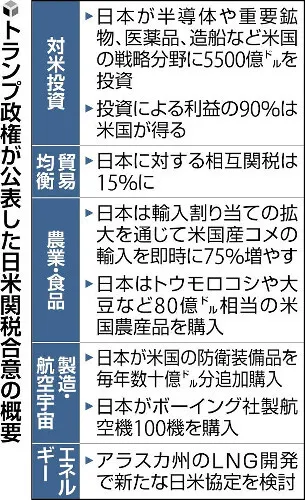 トランプ政権が公表した日米関税合意の概要
対米投資
▶日本が半導体や重要鉱
物、医薬品、造船など米国
の戦略分野に5500億㌦を
投資
▶投資による利益の90%は
米国が得る
貿易
均衡
▶日本に対する相互関税は
15%に
農業・食品
▶日本は輸入割り当ての拡
大を通じて米国産コメの
輸入を即時に75%増やす
▶日本はトウモロコシや大
豆など80億㌦相当の米
国農産品を購入
製造・
航空宇宙
▶日本が米国の防衛装備品を
毎年数十億㌦分追加購入
▶日本がボーイング社製航
空機100機を購入
エネル
ギー
▶アラスカ州のLNG開発
で新たな日米協定を検討